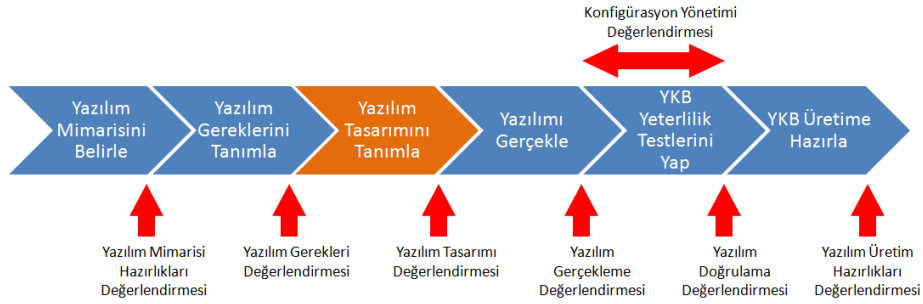 Konfigürasyon Yönetimi
Değerlendirmesi
Yazılım
Mimarisini
Belirle
Yazılım
Gereklerini
Tanımla
Yazılım
Tasarımını
Tanımla
Yazılımı
Gerçekle
YKB
Yeterlilik
Testlerini
Yap
YKB Üretime
Hazırla
Yazılım Mimarisi
Hazırlıkları
Değerlendirmesi
Yazılım Gerekleri
Değerlendirmesi
Yazılım Tasarımı
Değerlendirmesi
Yazılım
Gerçekleme
Değerlendirmesi
Yazılım
Doğrulama
Değerlendirmesi
Yazılım Üretim
Hazırlıkları
Değerlendirmesi